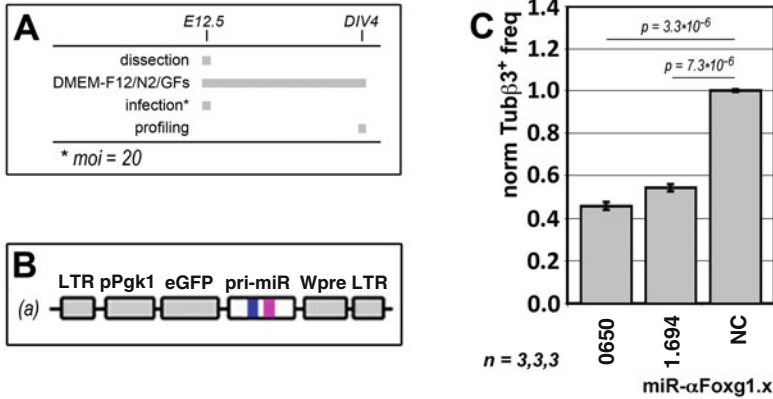 A
E12.5 DIV4
dissection
DMEM-F12/N2/GFs
infection*
profiling
* moi = 20
B
LTR pPgk1 eGFP pri-miR Wpre LTR
(a)
C
norm Tubβ3⁺ freq
1.4
1.2
1.0
0.8
0.6
0.4
0.2
0.0
p = 3.3*10⁻⁶
p = 7.3*10⁻⁶
0650 1.694 NC
n = 3,3,3
miR-αFoxg1.x